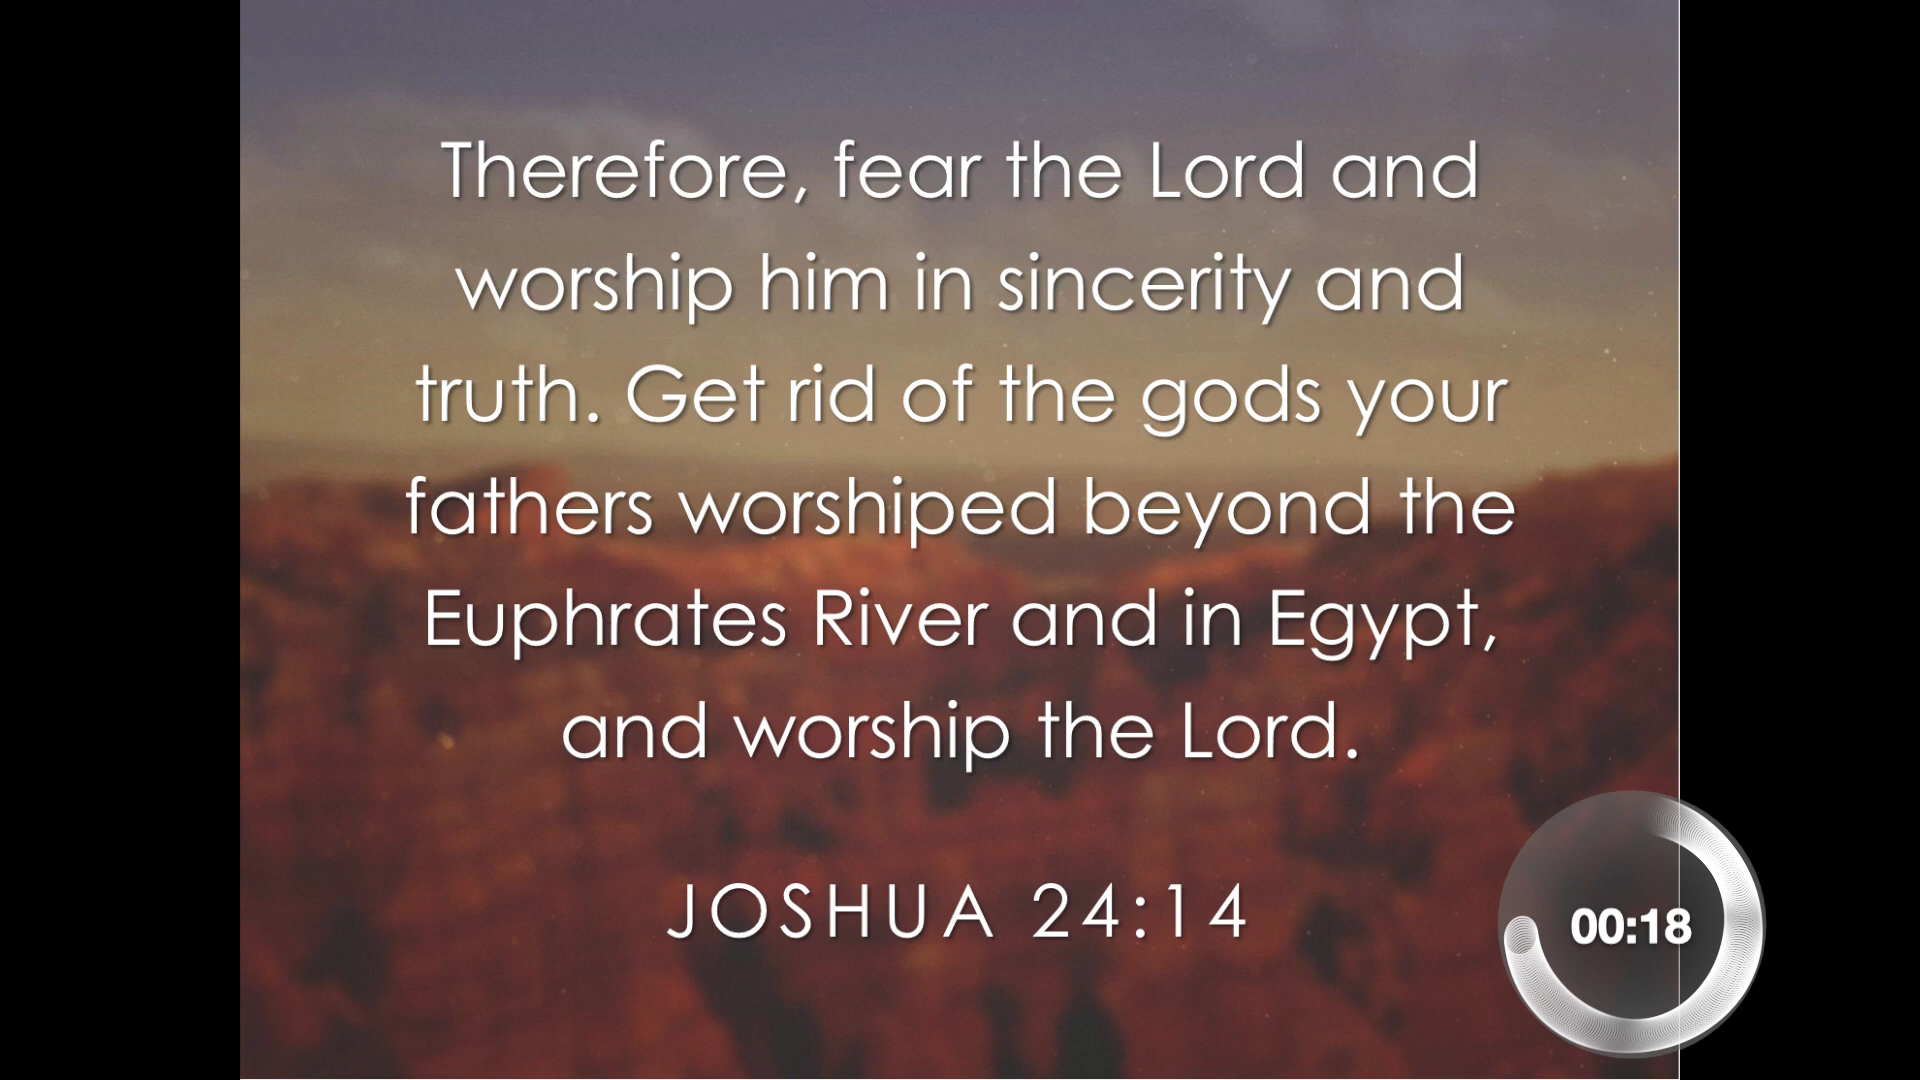 Therefore, fear the Lord and
worship him in sincerity and
truth. Get rid of the gods your
fathers worshiped beyond the
Euphrates River and in Egypt,
and worship the Lord.
JOSHUA 24:14
00:18